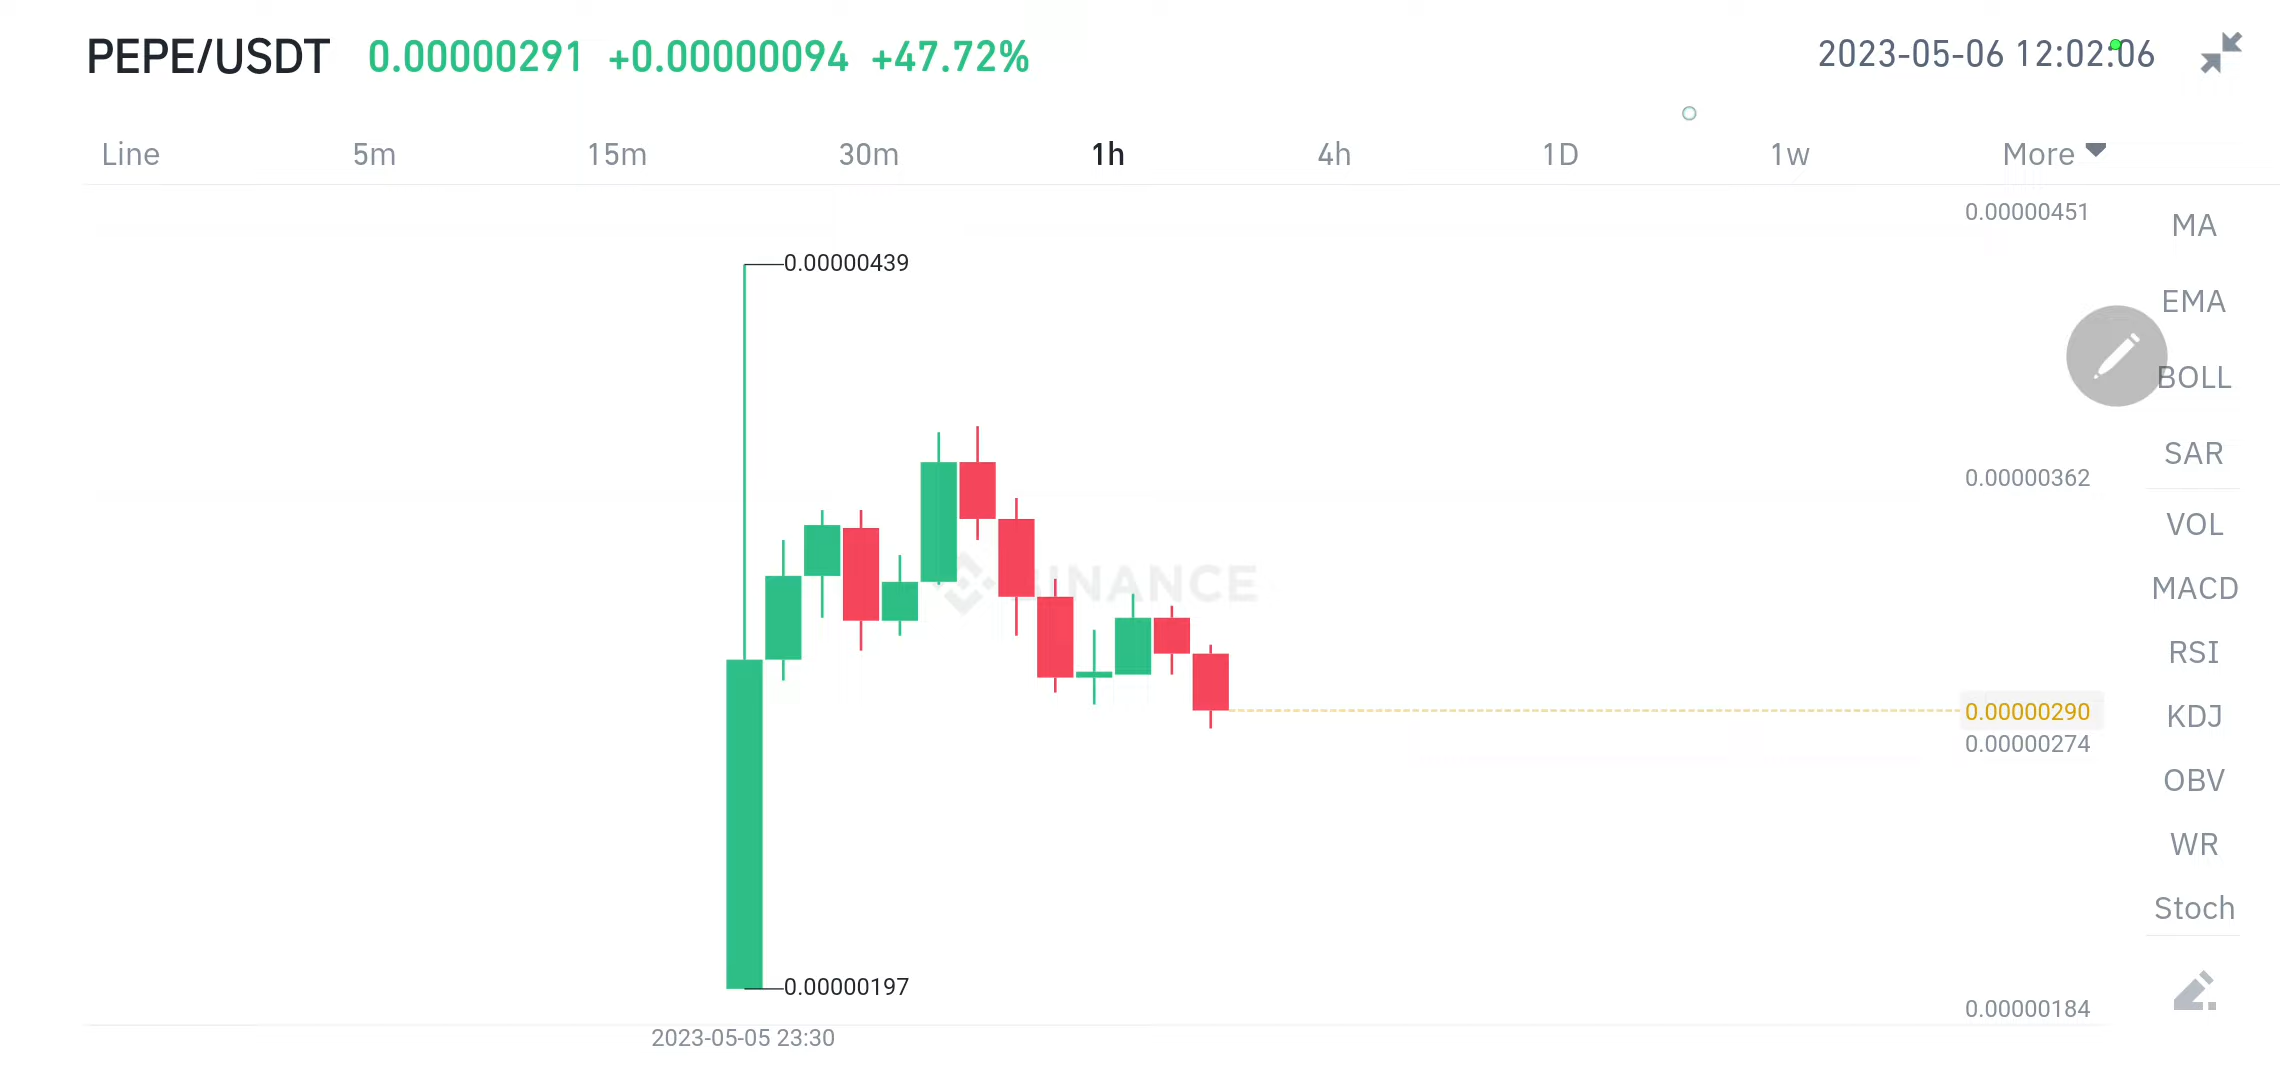 PEPE/USDT 0.00000291 +0.00000094 +47.72% 2023-05-06 12:02:06
Line 5m 15m 30m 1h 4h 1D 1w More
0.00000451
MA
0.00000439
EMA
BOLL
SAR
0.00000362
VOL
BINANCE
MACD
RSI
0.00000290
KDJ
0.00000274
OBV
WR
Stoch
0.00000197
0.00000184
2023-05-05 23:30